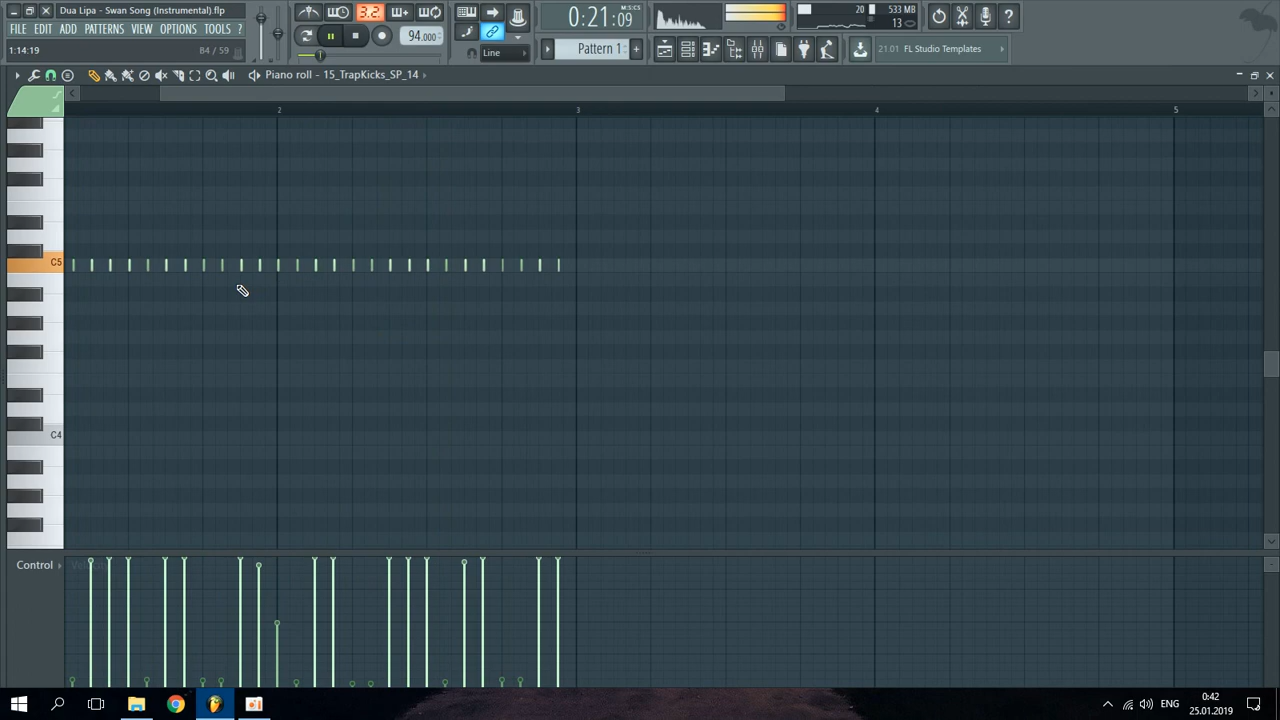 Dua Lipa - Swan Song (Instrumental).flp
FILE EDIT ADD PATTERNS VIEW OPTIONS TOOLS ?
1:14:19 B4 / 59
3.2
94.000
0:21:09
M:S:CS
Line
Pattern 1
20
533 MB
13
21.01 FL Studio Templates
Piano roll - 15_TrapKicks_SP_14
2 3 4 5
C5
C4
Control
ENG
0:42
25.01.2019